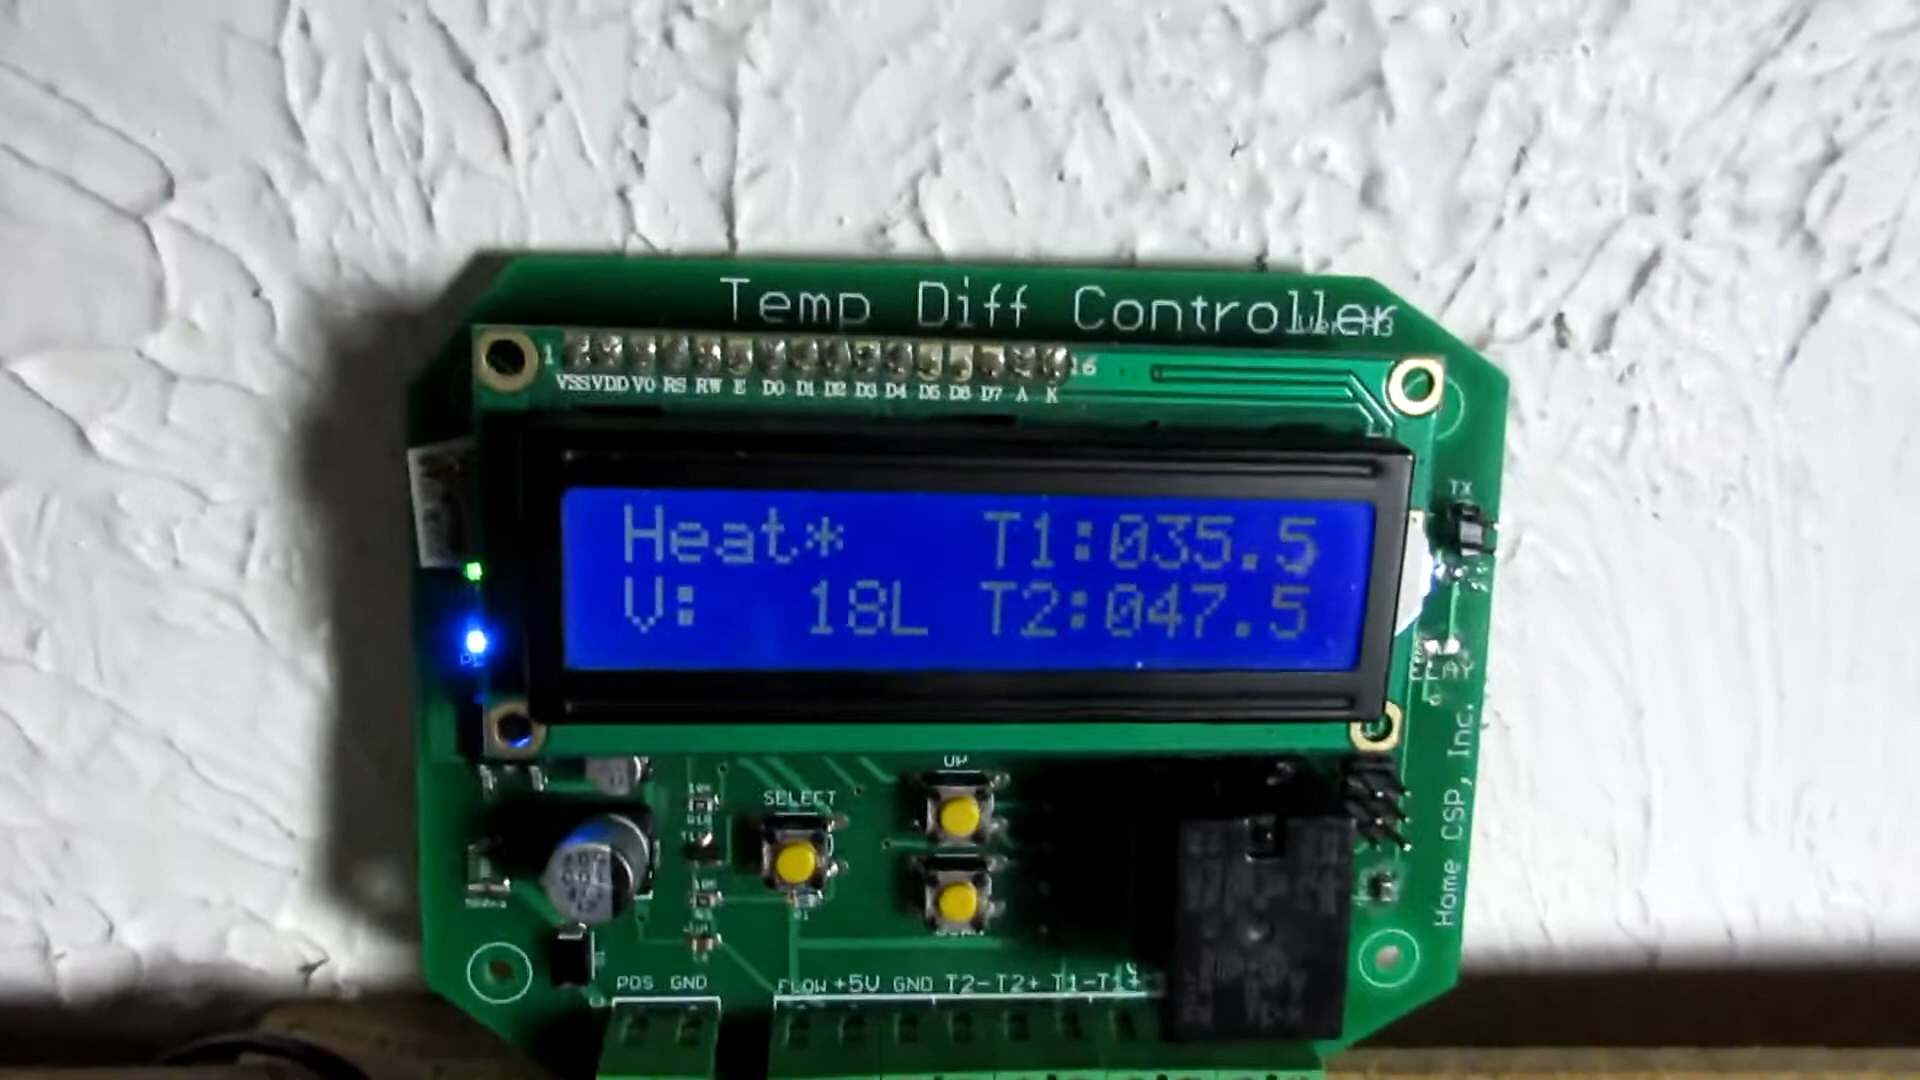 Temp Diff Controller
1 16
VSS VDD V0 RS RW E D0 D1 D2 D3 D4 D5 D6 D7 A K
Heat* T1:035.5
V: 18L T2:047.5
TX
UP
SELECT
Home CSP, Inc.
POS GND
FLOW +5V GND T2- T2+ T1- T1+